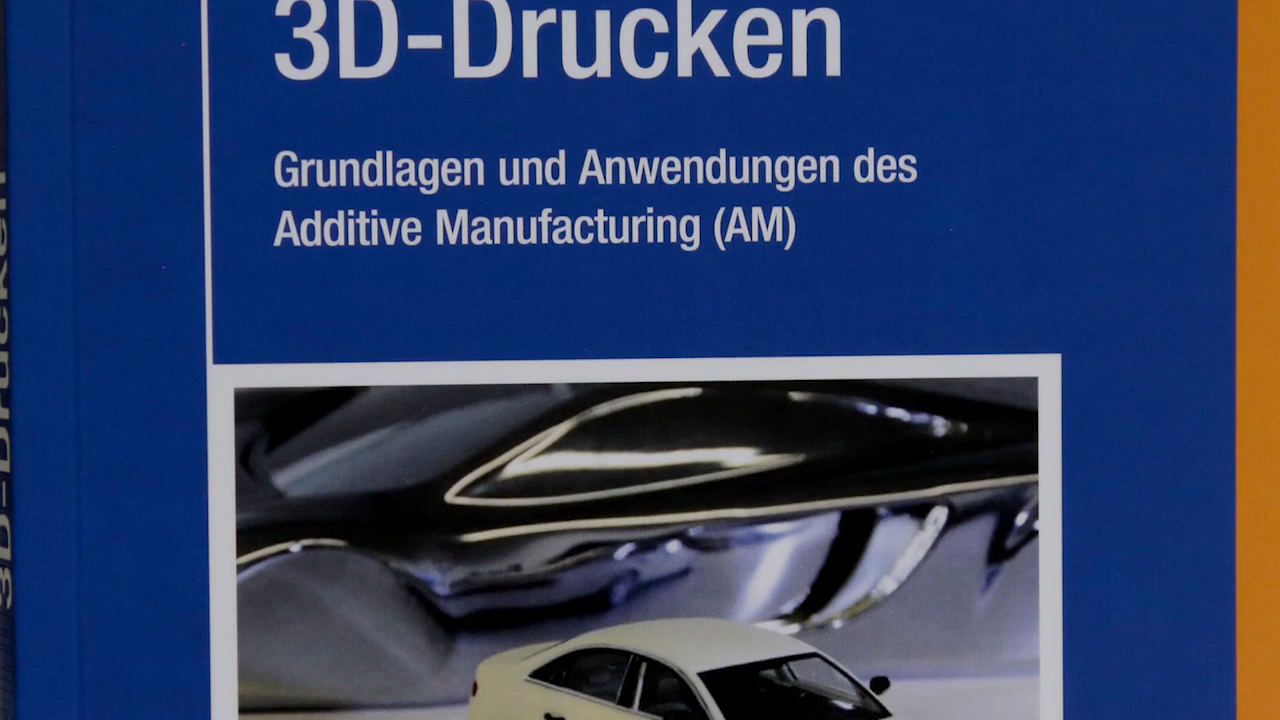 3D-Drucken
Grundlagen und Anwendungen des
Additive Manufacturing (AM)
3D-Drucken